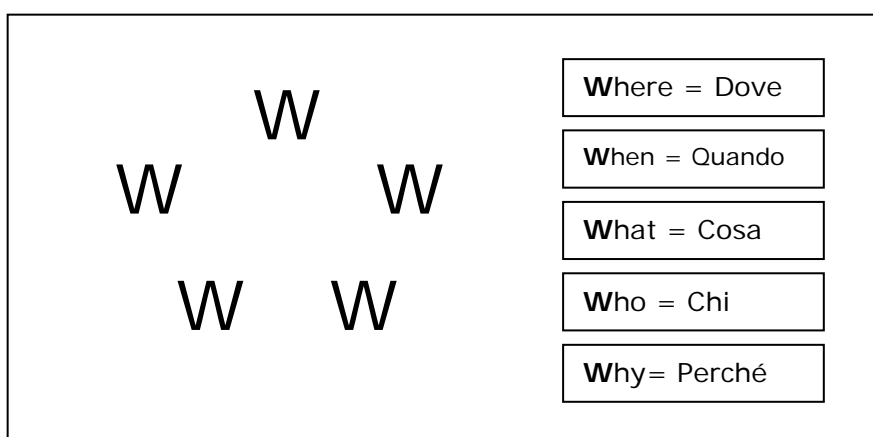 W
W W
W W
Where = Dove
When = Quando
What = Cosa
Who = Chi
Why= Perché